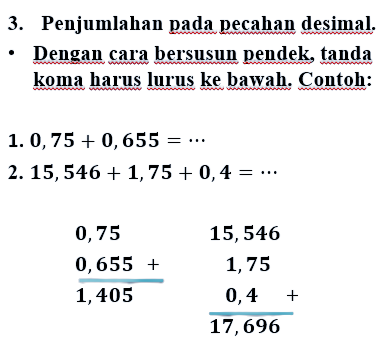 3. Penjumlahan pada pecahan desimal.
• Dengan cara bersusun pendek, tanda
koma harus lurus ke bawah. Contoh:
1. 0,75 + 0,655 = ⋯
2. 15,546 + 1,75 + 0,4 = ⋯
0,75
0,655 +
1,405
15,546
1,75
0,4 +
17,696